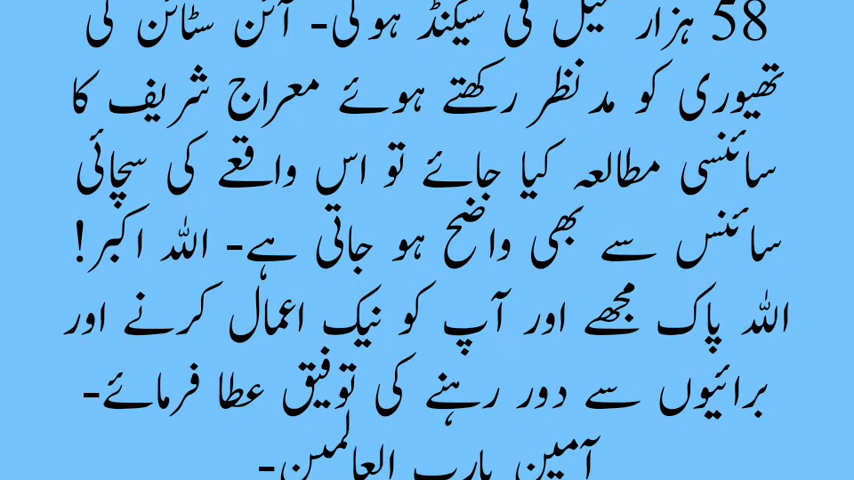 58 ہزار میل فی سیکنڈ ہوگی- آئن سٹائن کی
تھیوری کو مد نظر رکھتے ہوئے معراج شریف کا
سائنسی مطالعہ کیا جائے تو اس واقعے کی سچائی
سائنس سے بھی واضح ہو جاتی ہے- اللہ اکبر!
اللہ پاک مجھے اور آپ کو نیک اعمال کرنے اور
برائیوں سے دور رہنے کی توفیق عطا فرمائے-
آمین یارب العالمین-